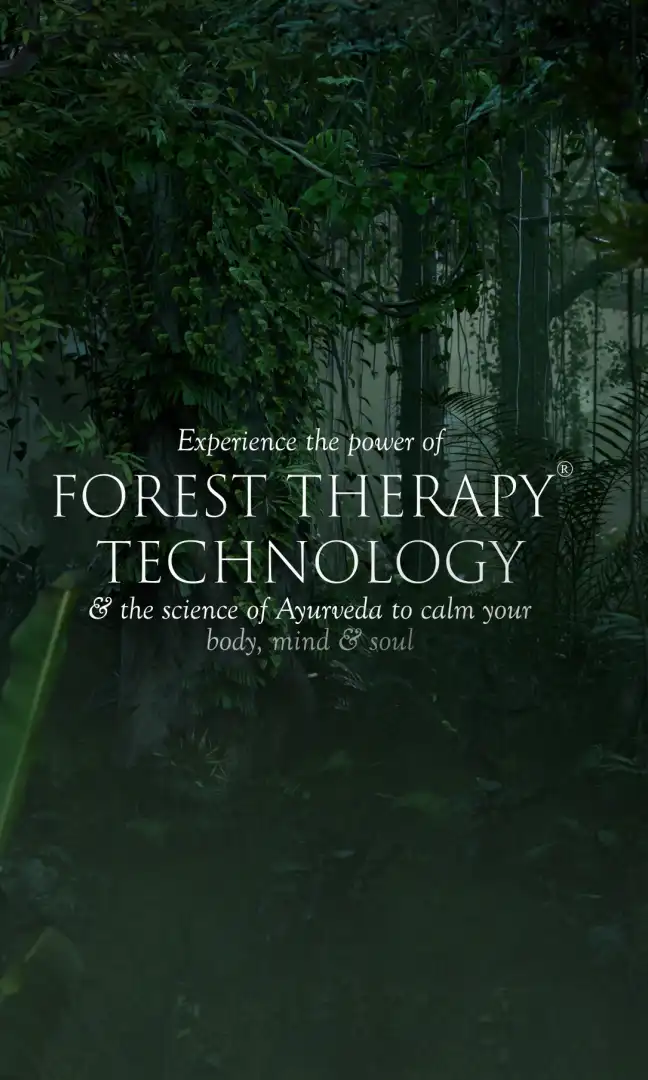 Experience the power of
FOREST THERAPY®
TECHNOLOGY
& the science of Ayurveda to calm your
body, mind & soul